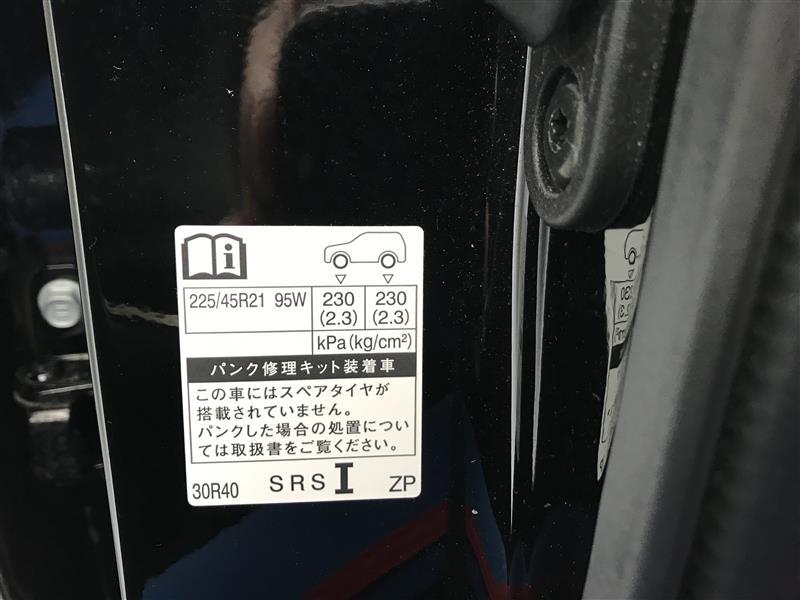 225/45R21 95W 230 230
(2.3) (2.3)
kPa(kg/cm²)
パンク修理キット装着車
この車にはスペアタイヤが
搭載されていません。
パンクした場合の処置につい
ては取扱書をご覧ください。
30R40 SRS I ZP